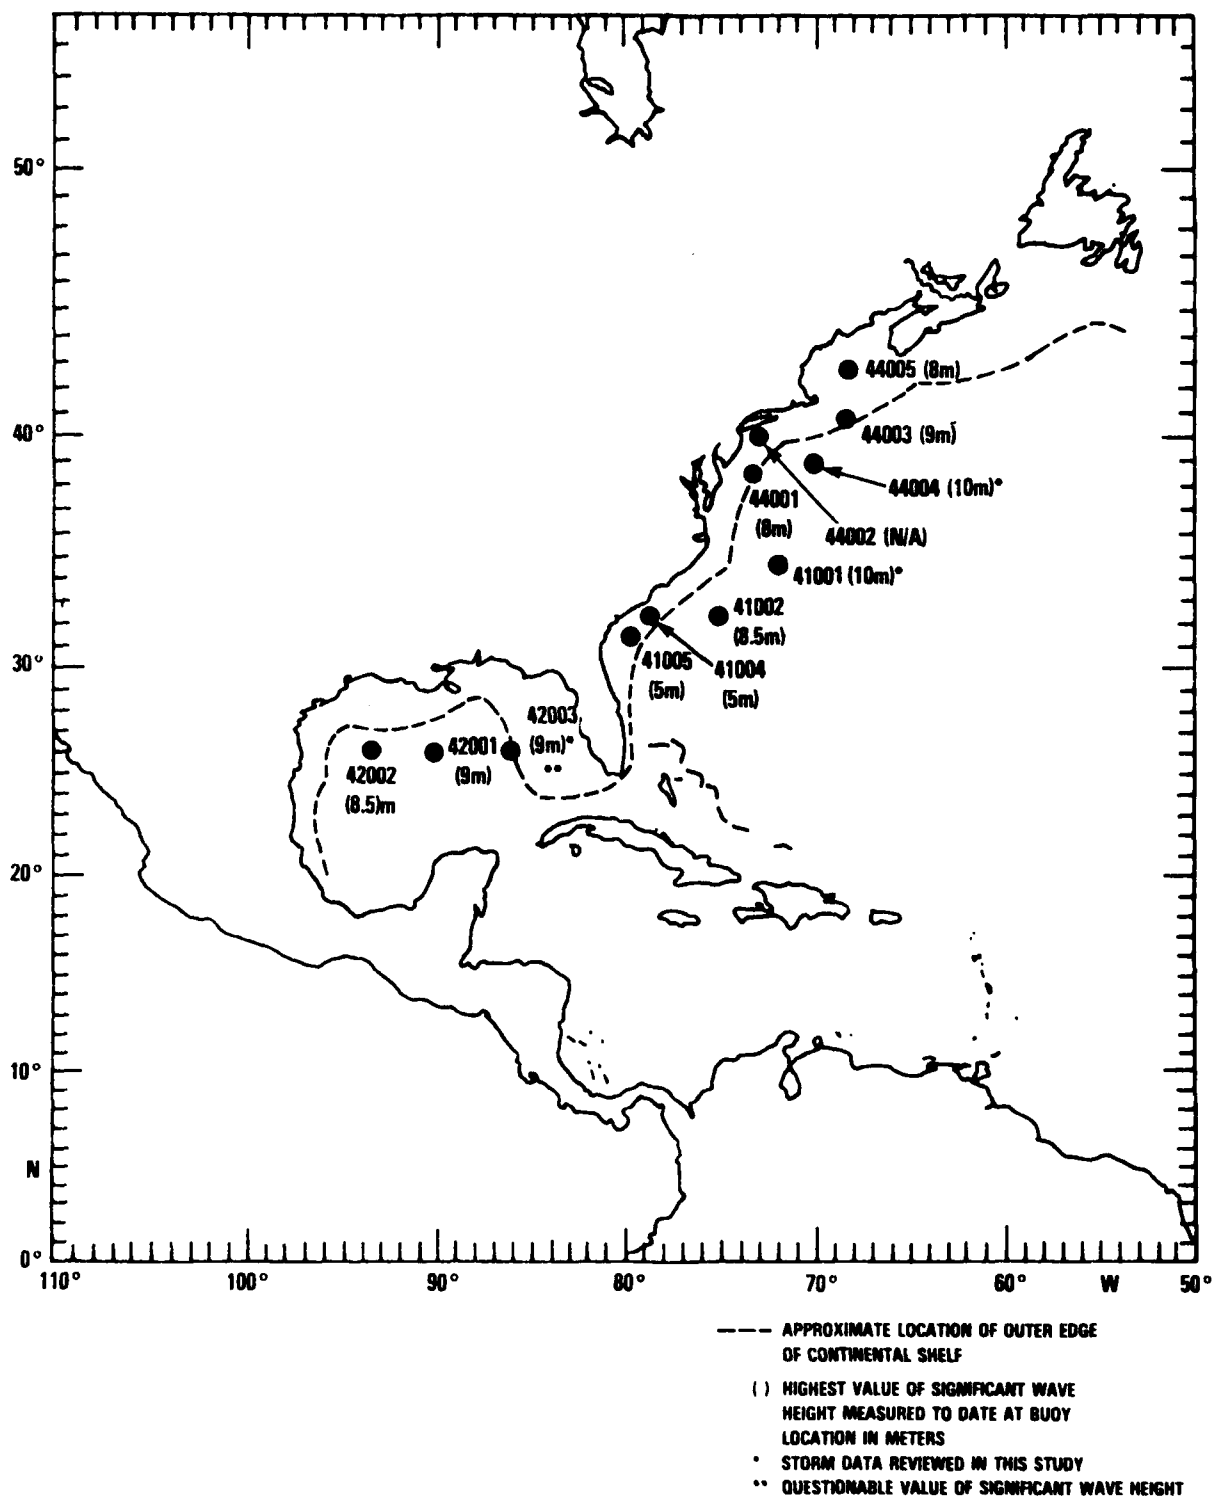 50°
44005 (8m)
40°
44003 (9m)
44004 (10m)*
44001
(8m)
44002 (N/A)
41001 (10m)*
41002
(8.5m)
30°
41005
(5m)
41004
(5m)
42003
(9m)*
**
42001
(9m)
42002
(8.5)m
20°
10°
N
0°
110° 100° 90° 80° 70° 60° W 50°
--- APPROXIMATE LOCATION OF OUTER EDGE
OF CONTINENTAL SHELF
( ) HIGHEST VALUE OF SIGNIFICANT WAVE
HEIGHT MEASURED TO DATE AT BUOY
LOCATION IN METERS
* STORM DATA REVIEWED IN THIS STUDY
** QUESTIONABLE VALUE OF SIGNIFICANT WAVE HEIGHT